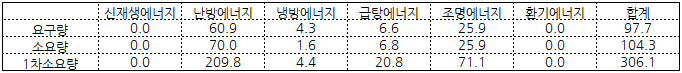 신재생에너지 난방에너지 냉방에너지 급탕에너지 조명에너지 환기에너지 합계
요구량 0.0 60.9 4.3 6.6 25.9 0.0 97.7
소요량 0.0 70.0 1.6 6.8 25.9 0.0 104.3
1차소요량 0.0 209.8 4.4 20.8 71.1 0.0 306.1